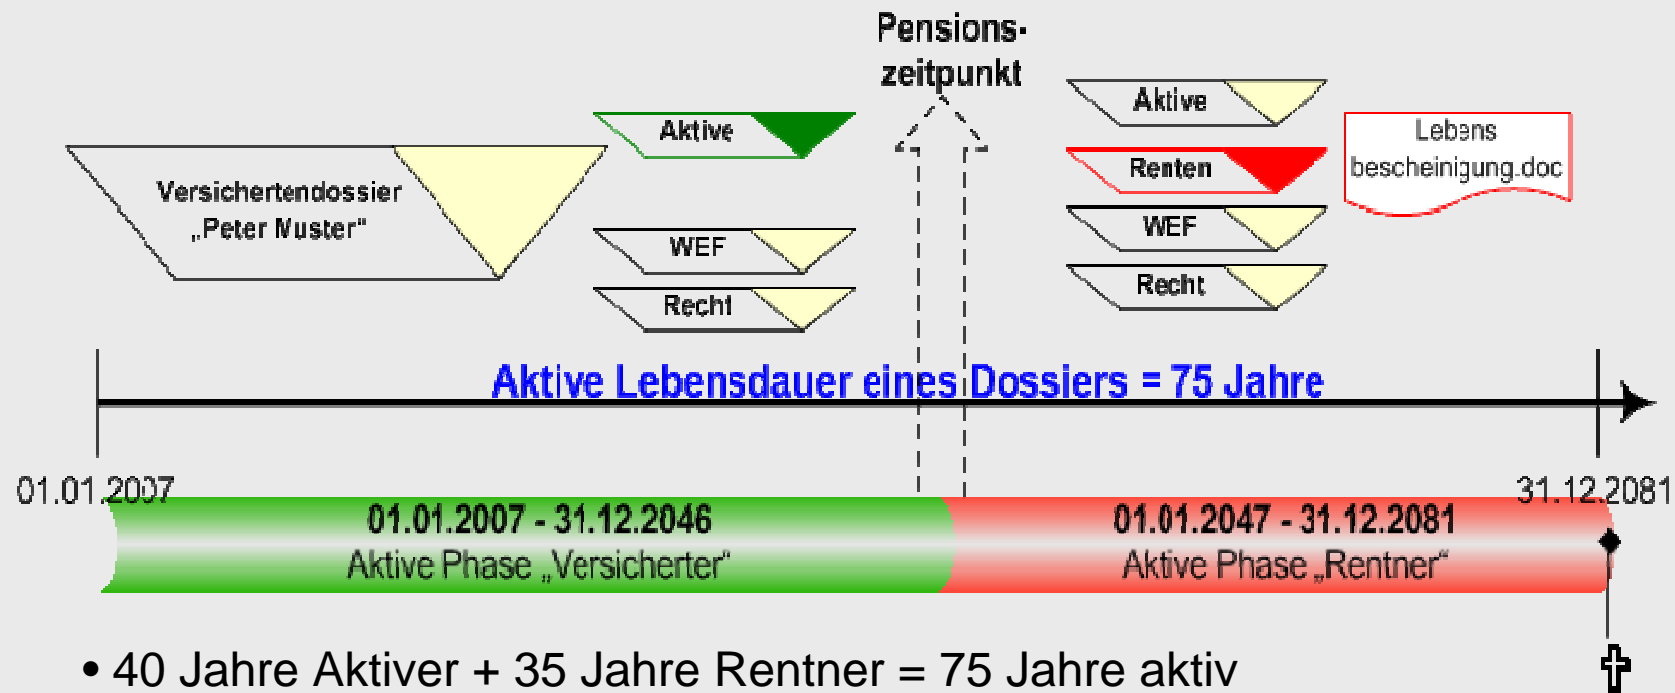 Pensions-
zeitpunkt
Versichertendossier
„Peter Muster“
Aktive
WEF
Recht
Aktive
Renten
WEF
Recht
Lebens
bescheinigung.doc
Aktive Lebensdauer eines Dossiers = 75 Jahre
01.01.2007
31.12.2081
01.01.2007 - 31.12.2046
Aktive Phase „Versicherter“
01.01.2047 - 31.12.2081
Aktive Phase „Rentner“
• 40 Jahre Aktiver + 35 Jahre Rentner = 75 Jahre aktiv